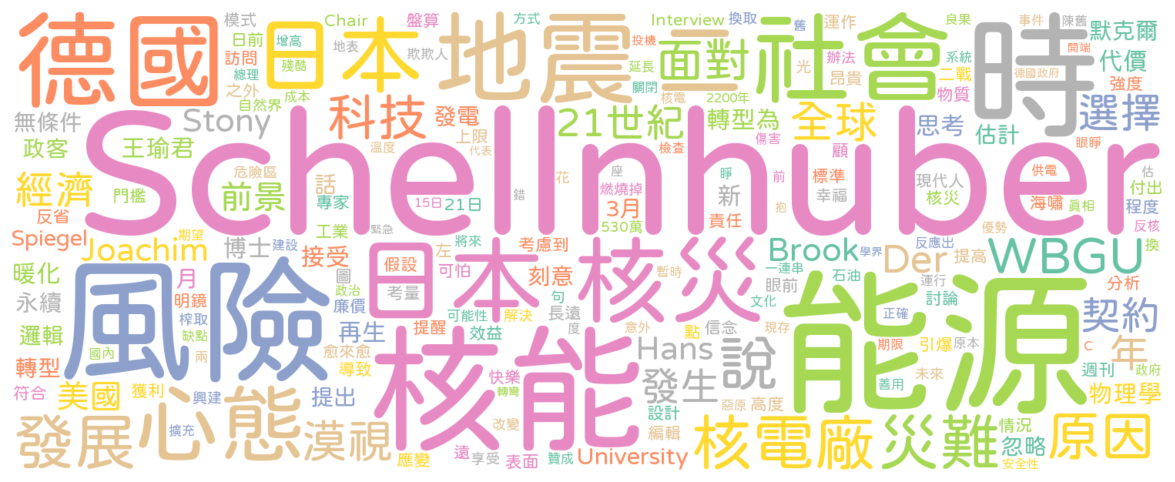 模式 Chair 盤算 方式 Interview 換取 舊 運作 良果 事件 陳舊 開端
德國 日前 增高 日本 地表 欺欺人 地震 投機 延長 面對 社會 光 辦法 時 系統 德國政府 默克爾
訪問 總理 殘酷 關閉 昂貴 二戰 代價
之外 自然界 成本 核電 2200年 物質 強度
無條件 Stony 科技 發電 21世紀 轉型為 全球 思考 估計 選擇
政客 王瑜君 上限 溫度 代表 檢查 傷害 顧 眼睜
Schellnhuber
經濟 門檻 前景 危險區 話 專家 15日 21日 錯 花 座 燃燒掉 3月 睜 新 前 責任 標準 幸福 抱 現代人 核災 供電 海嘯 估 付出 真相 程度
反省 工業 緊急 530萬 將來 優勢 反核
Spiegel Joachim 期望 建設 博士 接受 假設 左 可怕 考慮到 刻意 暫時 Brook 一連串 學界 反應出 Der 提高 WBGU 換
暖化 月 圖 考量 日本核災 眼前 石油 運行 分析
永續 明鏡 榨取 廉價 政治 句 長遠 文化 討論
風險 能源
邏輯 缺點 再生 可能性 解決 度 提醒 效益 意外 點 信念 現存 正確 期限 引爆 原本 契約
轉型 國內 兩 愈來愈 導致 核能 Hans 說 C 週刊 年 政府
符合 美國 獲利 興建 提出 快樂 轉彎 發生 善用 未來 物理學
發展 心態 擴充 漠視 改變 設計 編輯 惡原 高度 核電廠 災難 情況 忽略 原因
應變 遠 享受 表面 贊成 University 安全性